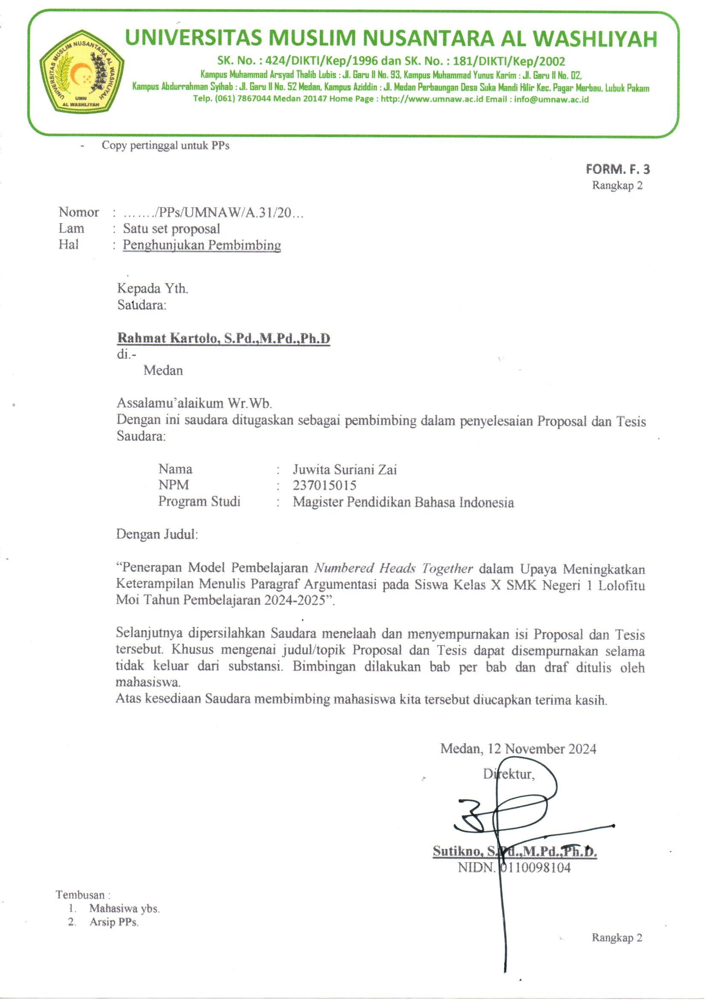 UNIVERSITAS MUSLIM NUSANTARA AL WASHLIYAH
SK. No. : 424/DIKTI/Kep/1996 dan SK. No. : 181/DIKTI/Kep/2002
Kampus Muhammad Arsyad Thalib Lubis : Jl. Garu II No. 93, Kampus Muhammad Yunus Karim : Jl. Garu II No. 02,
Kampus Abdurrahman Syihab : Jl. Garu II No. 52 Medan, Kampus Aziddin : Jl. Medan Perbaungan Desa Suka Mandi Hilir Kec. Pagar Merbau, Lubuk Pakam
Telp. (061) 7867044 Medan 20147 Home Page : http://www.umnaw.ac.id Email : info@umnaw.ac.id
UNIVERSITAS MUSLIM NUSANTARA AL WASHLIYAH
UMN
AL WASHLIYAH
- Copy pertinggal untuk PPs
FORM. F. 3
Rangkap 2
Nomor : ......./PPs/UMNAW/A.31/20...
Lam : Satu set proposal
Hal : Penghunjukan Pembimbing
Kepada Yth.
Saudara:
Rahmat Kartolo, S.Pd.,M.Pd.,Ph.D
di.-
Medan
Assalamu’alaikum Wr.Wb.
Dengan ini saudara ditugaskan sebagai pembimbing dalam penyelesaian Proposal dan Tesis
Saudara:
Nama : Juwita Suriani Zai
NPM : 237015015
Program Studi : Magister Pendidikan Bahasa Indonesia
Dengan Judul:
“Penerapan Model Pembelajaran Numbered Heads Together dalam Upaya Meningkatkan
Keterampilan Menulis Paragraf Argumentasi pada Siswa Kelas X SMK Negeri 1 Lolofitu
Moi Tahun Pembelajaran 2024-2025”.
Selanjutnya dipersilahkan Saudara menelaah dan menyempurnakan isi Proposal dan Tesis
tersebut. Khusus mengenai judul/topik Proposal dan Tesis dapat disempurnakan selama
tidak keluar dari substansi. Bimbingan dilakukan bab per bab dan draf ditulis oleh
mahasiswa.
Atas kesediaan Saudara membimbing mahasiswa kita tersebut diucapkan terima kasih.
Medan, 12 November 2024
Direktur,
Sutikno, S.Pd.,M.Pd.,Ph.D.
NIDN. 0110098104
Tembusan :
1. Mahasiwa ybs.
2. Arsip PPs.
Rangkap 2